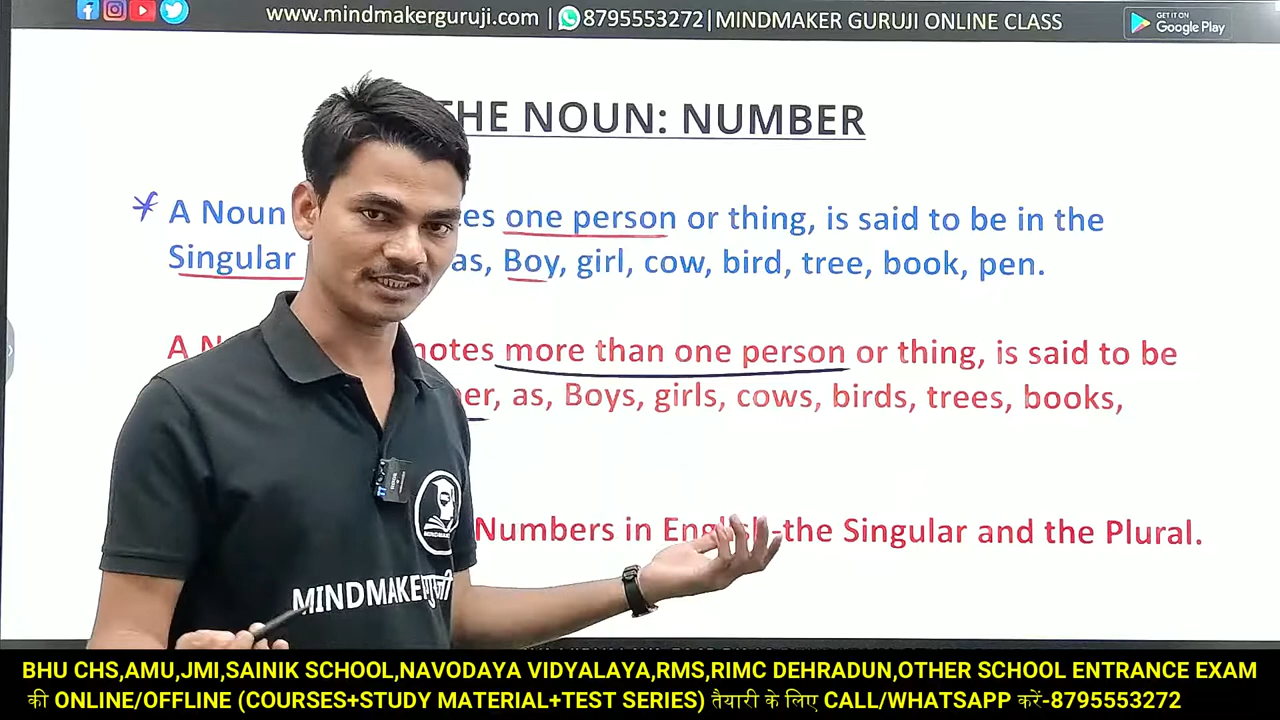 www.mindmakerguruji.com | 8795553272 | MINDMAKER GURUJI ONLINE CLASS
GET IT ON
Google Play
THE NOUN: NUMBER
A Noun es one person or thing, is said to be in the
Singular as, Boy, girl, cow, bird, tree, book, pen.
A N notes more than one person or thing, is said to be
er, as, Boys, girls, cows, birds, trees, books,
Numbers in English-the Singular and the Plural.
MINDMAKE
MINDMAKER गुरुजी
BHU CHS,AMU,JMI,SAINIK SCHOOL,NAVODAYA VIDYALAYA,RMS,RIMC DEHRADUN,OTHER SCHOOL ENTRANCE EXAM
की ONLINE/OFFLINE (COURSES+STUDY MATERIAL+TEST SERIES) तैयारी के लिए CALL/WHATSAPP करें-8795553272